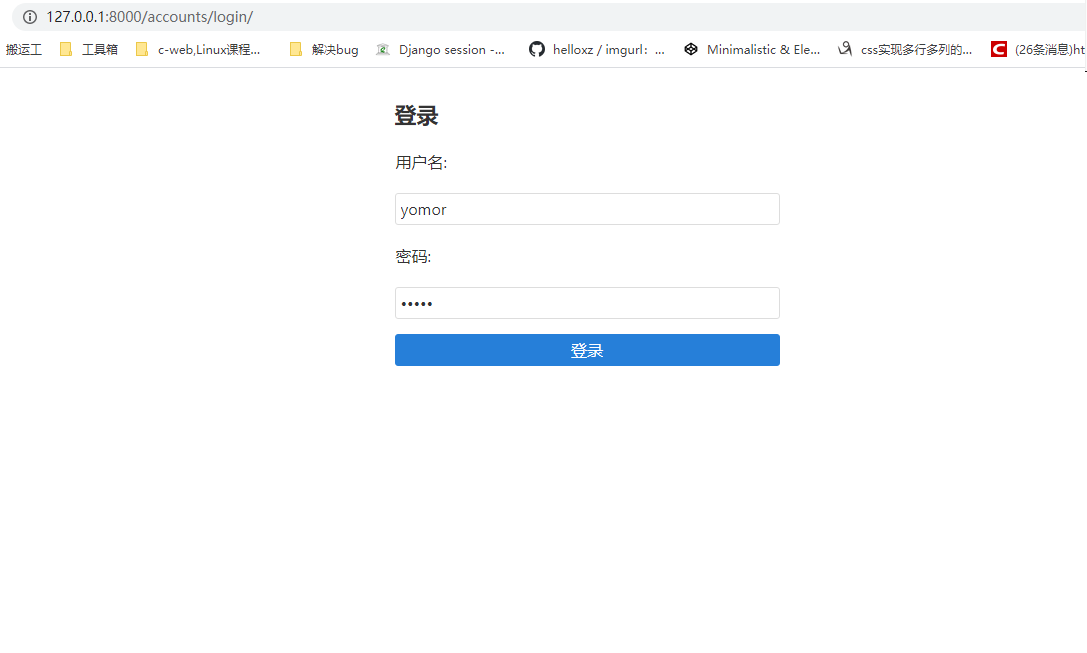 127.0.0.1:8000/accounts/login/
搬运工 工具箱 c-web,Linux课程... 解决bug Django session -... helloxz / imgurl: ... Minimalistic & Ele... css实现多行多列的... (26条消息)ht
登录
用户名:
yomor
密码:
•••••
登录